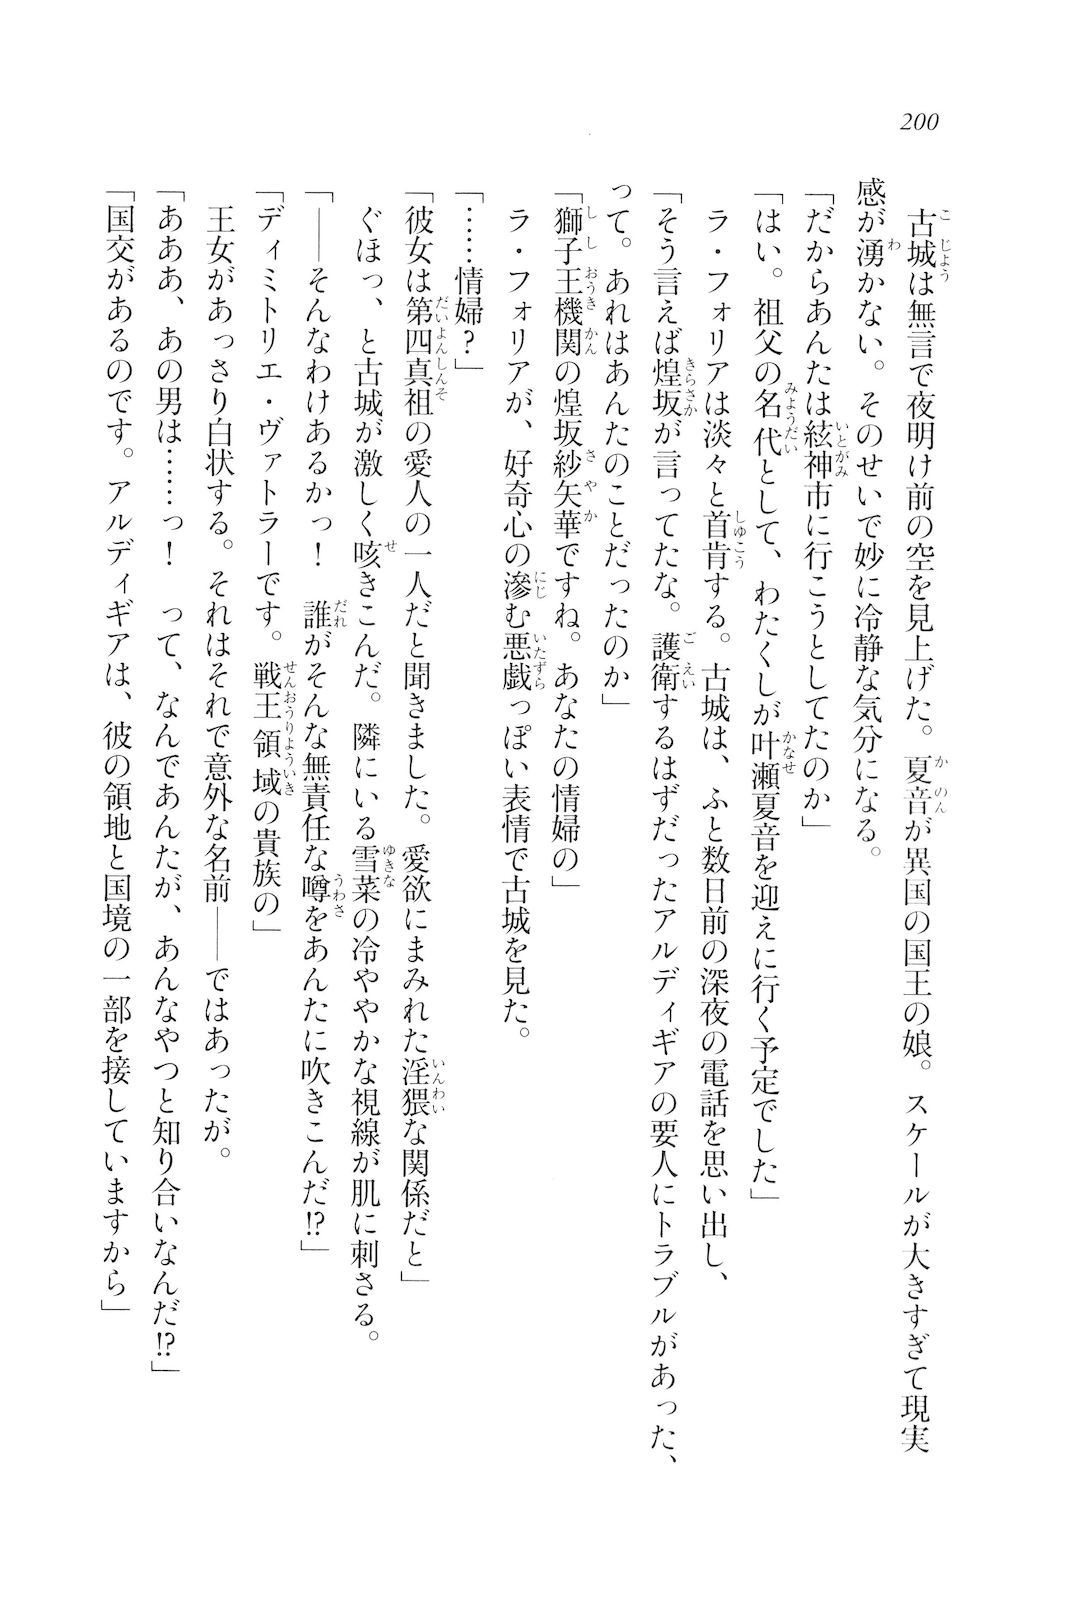 200
古城は無言で夜明け前の空を見上げた。夏音が異国の国王の娘。スケールが大きすぎて現実
感が湧かない。そのせいで妙に冷静な気分になる。
「だからあんたは絃神市に行こうとしてたのか」
「はい。祖父の名代として、わたくしが叶瀬夏音を迎えに行く予定でした」
ラ・フォリアは淡々と首肯する。古城は、ふと数日前の深夜の電話を思い出し、
「そう言えば煌坂が言ってたな。護衛するはずだったアルディギアの要人にトラブルがあった、
って。あれはあんたのことだったのか」
「獅子王機関の煌坂紗矢華ですね。あなたの情婦の」
ラ・フォリアが、好奇心の滲む悪戯っぽい表情で古城を見た。
「……情婦？」
「彼女は第四真祖の愛人の一人だと聞きました。愛欲にまみれた淫猥な関係だと」
ぐほっ、と古城が激しく咳きこんだ。隣にいる雪菜の冷ややかな視線が肌に刺さる。
「――そんなわけあるかっ！　誰がそんな無責任な噂をあんたに吹きこんだ!?」
「ディミトリエ・ヴァトラーです。戦王領域の貴族の」
王女があっさり白状する。それはそれで意外な名前――ではあったが。
「あああ、あの男は……っ！　って、なんであんたが、あんなやつと知り合いなんだ!?」
「国交があるのです。アルディギアは、彼の領地と国境の一部を接していますから」